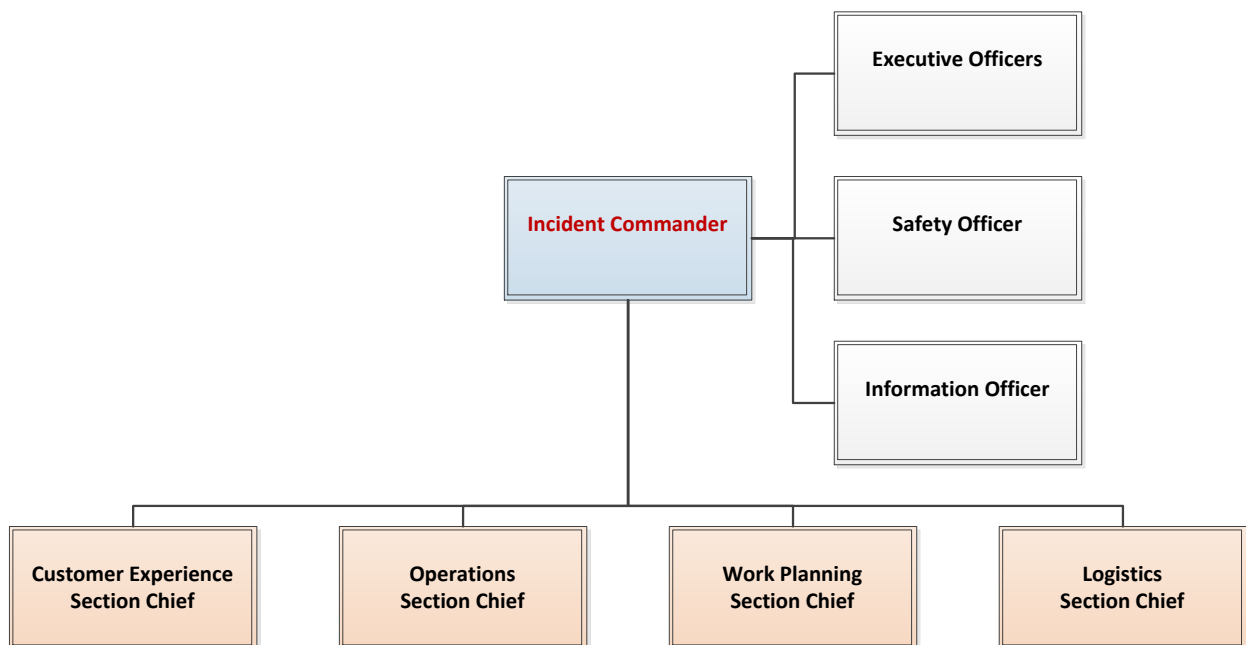 Executive Officers
Incident Commander
Safety Officer
Information Officer
Customer Experience
Section Chief
Operations
Section Chief
Work Planning
Section Chief
Logistics
Section Chief